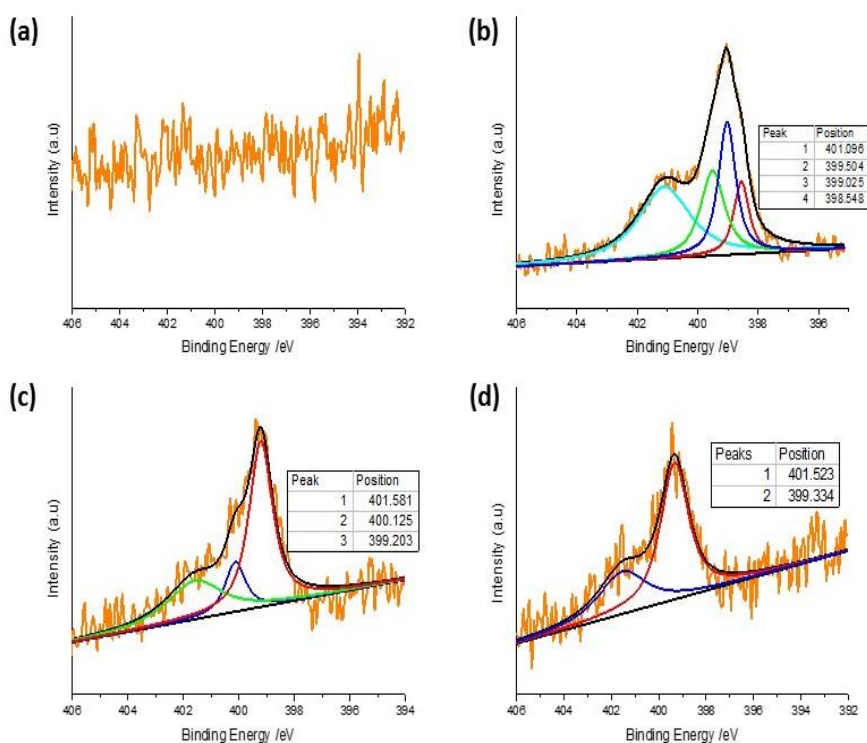 (a)
Intensity (a.u)
406 404 402 400 398 396 394 392
Binding Energy /eV
(b)
Intensity (a.u)
Peak Position
1 401.096
2 399.504
3 399.025
4 398.548
406 404 402 400 398 396
Binding Energy /eV
(c)
Intensity (a.u)
Peak Position
1 401.581
2 400.125
3 399.203
406 404 402 400 398 396 394
Binding Energy /eV
(d)
Intensity (a.u)
Peaks Position
1 401.523
2 399.334
406 404 402 400 398 396 394 392
Binding Energy /eV